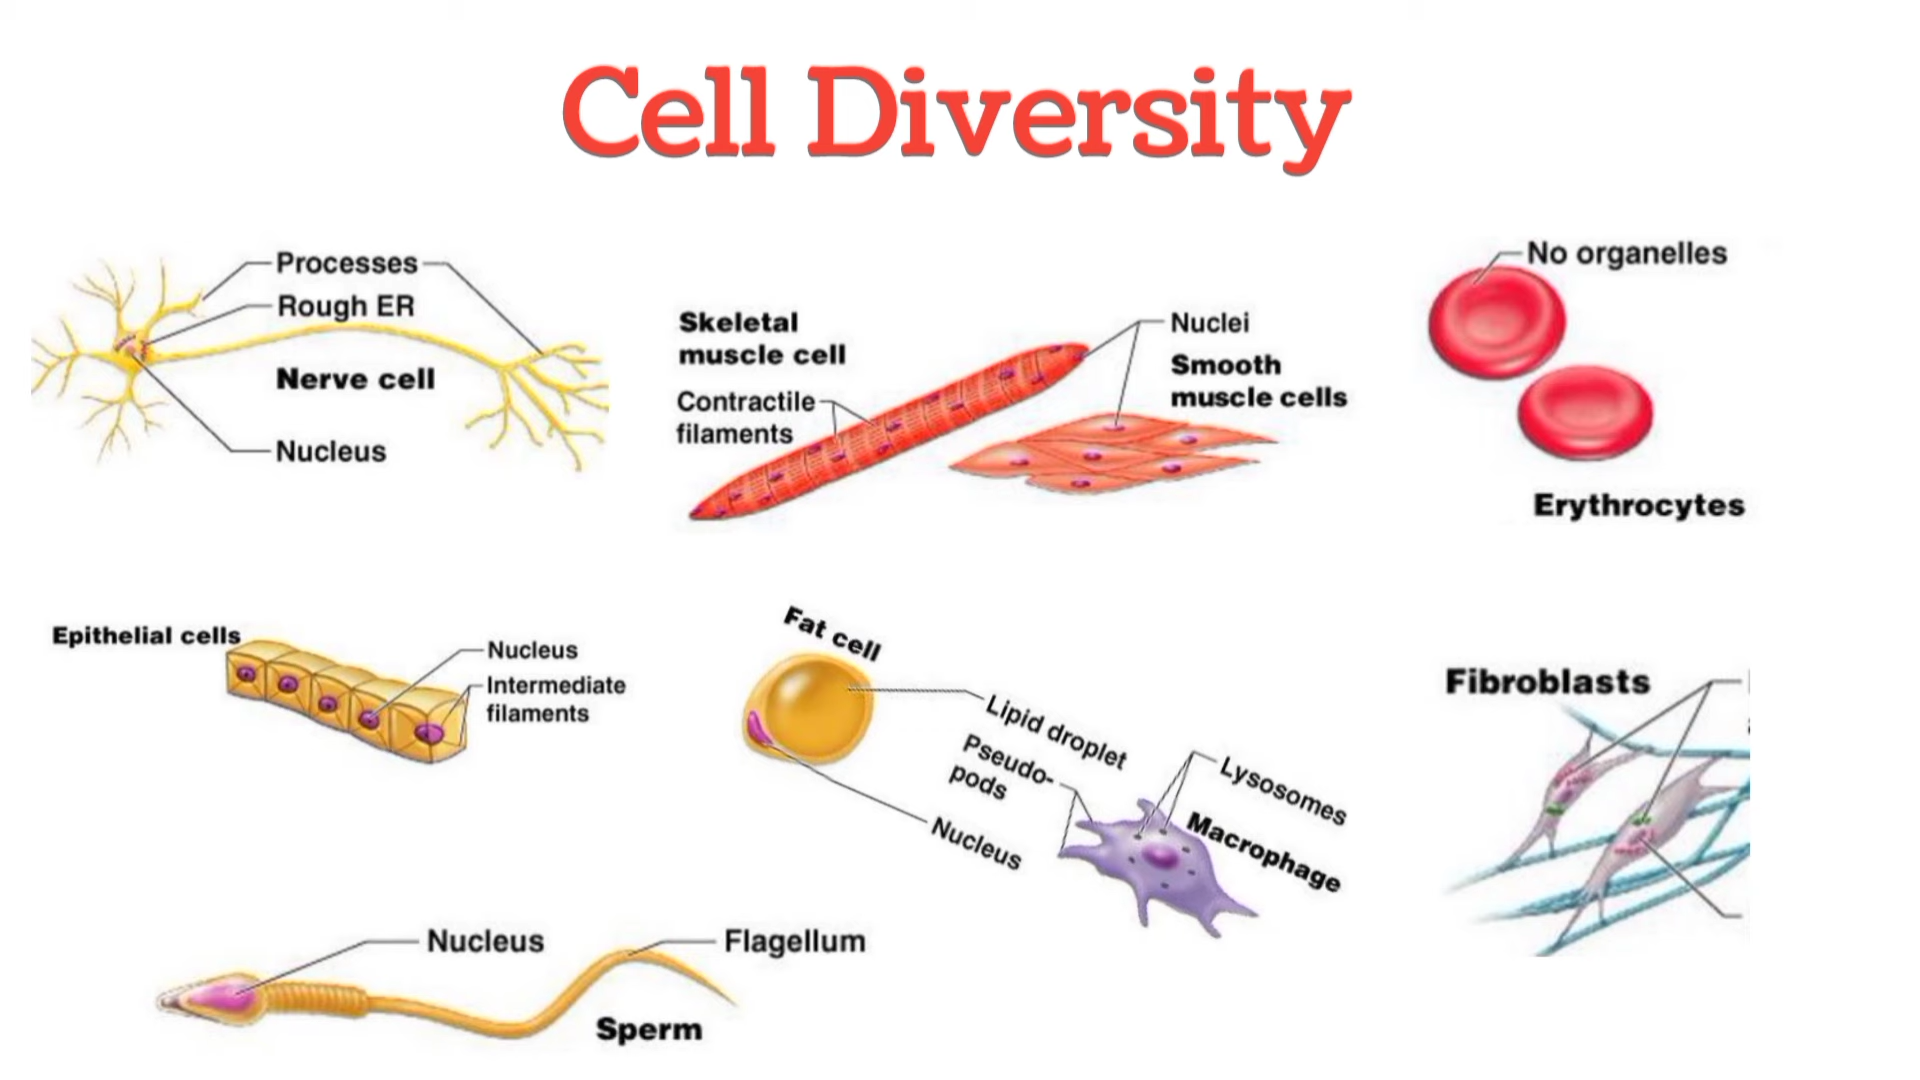 Cell Diversity
Processes
Rough ER
Nerve cell
Nucleus
Skeletal
muscle cell
Contractile
filaments
Nuclei
Smooth
muscle cells
No organelles
Erythrocytes
Epithelial cells
Nucleus
Intermediate
filaments
Fat cell
Lipid droplet
Nucleus
Pseudo-
pods
Lysosomes
Macrophage
Fibroblasts
Nucleus
Flagellum
Sperm